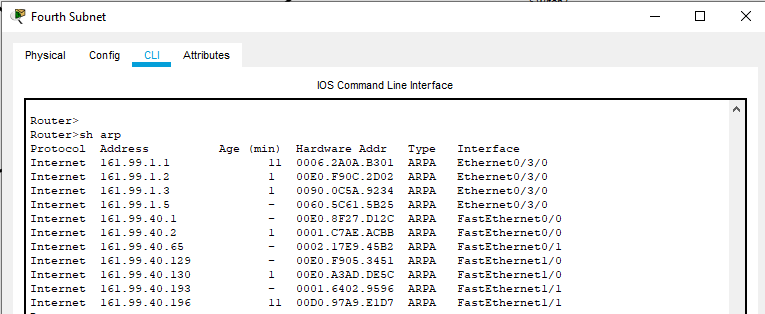 Fourth Subnet
Physical Config CLI Attributes
IOS Command Line Interface
Router>
Router>sh arp
Protocol  Address          Age (min)  Hardware Addr   Type   Interface
Internet  161.99.1.1              11  0006.2A0A.B301  ARPA   Ethernet0/3/0
Internet  161.99.1.2              1   00E0.F90C.2D02  ARPA   Ethernet0/3/0
Internet  161.99.1.3              1   0090.0C5A.9234  ARPA   Ethernet0/3/0
Internet  161.99.1.5              -   0060.5C61.5B25  ARPA   Ethernet0/3/0
Internet  161.99.40.1             -   00E0.8F27.D12C  ARPA   FastEthernet0/0
Internet  161.99.40.2             1   0001.C7AE.ACBB  ARPA   FastEthernet0/0
Internet  161.99.40.65            -   0002.17E9.45B2  ARPA   FastEthernet0/1
Internet  161.99.40.129           -   00E0.F905.3451  ARPA   FastEthernet1/0
Internet  161.99.40.130           1   00E0.A3AD.DE5C  ARPA   FastEthernet1/0
Internet  161.99.40.193           -   0001.6402.9596  ARPA   FastEthernet1/1
Internet  161.99.40.196           11  00D0.97A9.E1D7  ARPA   FastEthernet1/1